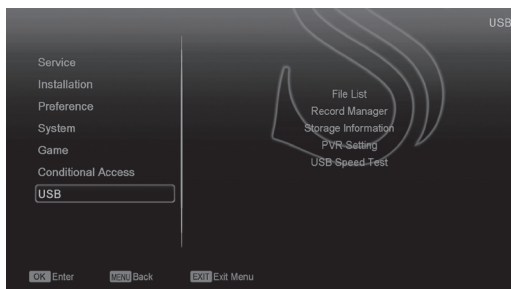 USB
Service
Installation
Preference
System
Game
Conditional Access
USB
File List
Record Manager
Storage Information
PVR Setting
USB Speed Test
OK Enter MENU Back EXIT Exit Menu